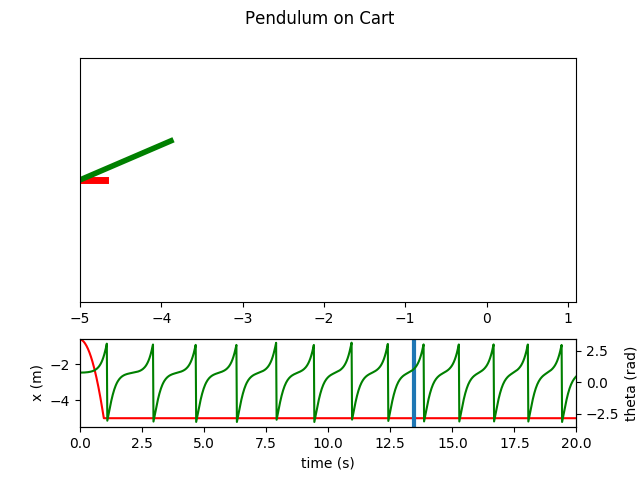 Pendulum on Cart
−5 −4 −3 −2 −1 0 1
x (m)
−2
−4
2.5
0.0
−2.5
theta (rad)
0.0 2.5 5.0 7.5 10.0 12.5 15.0 17.5 20.0
time (s)